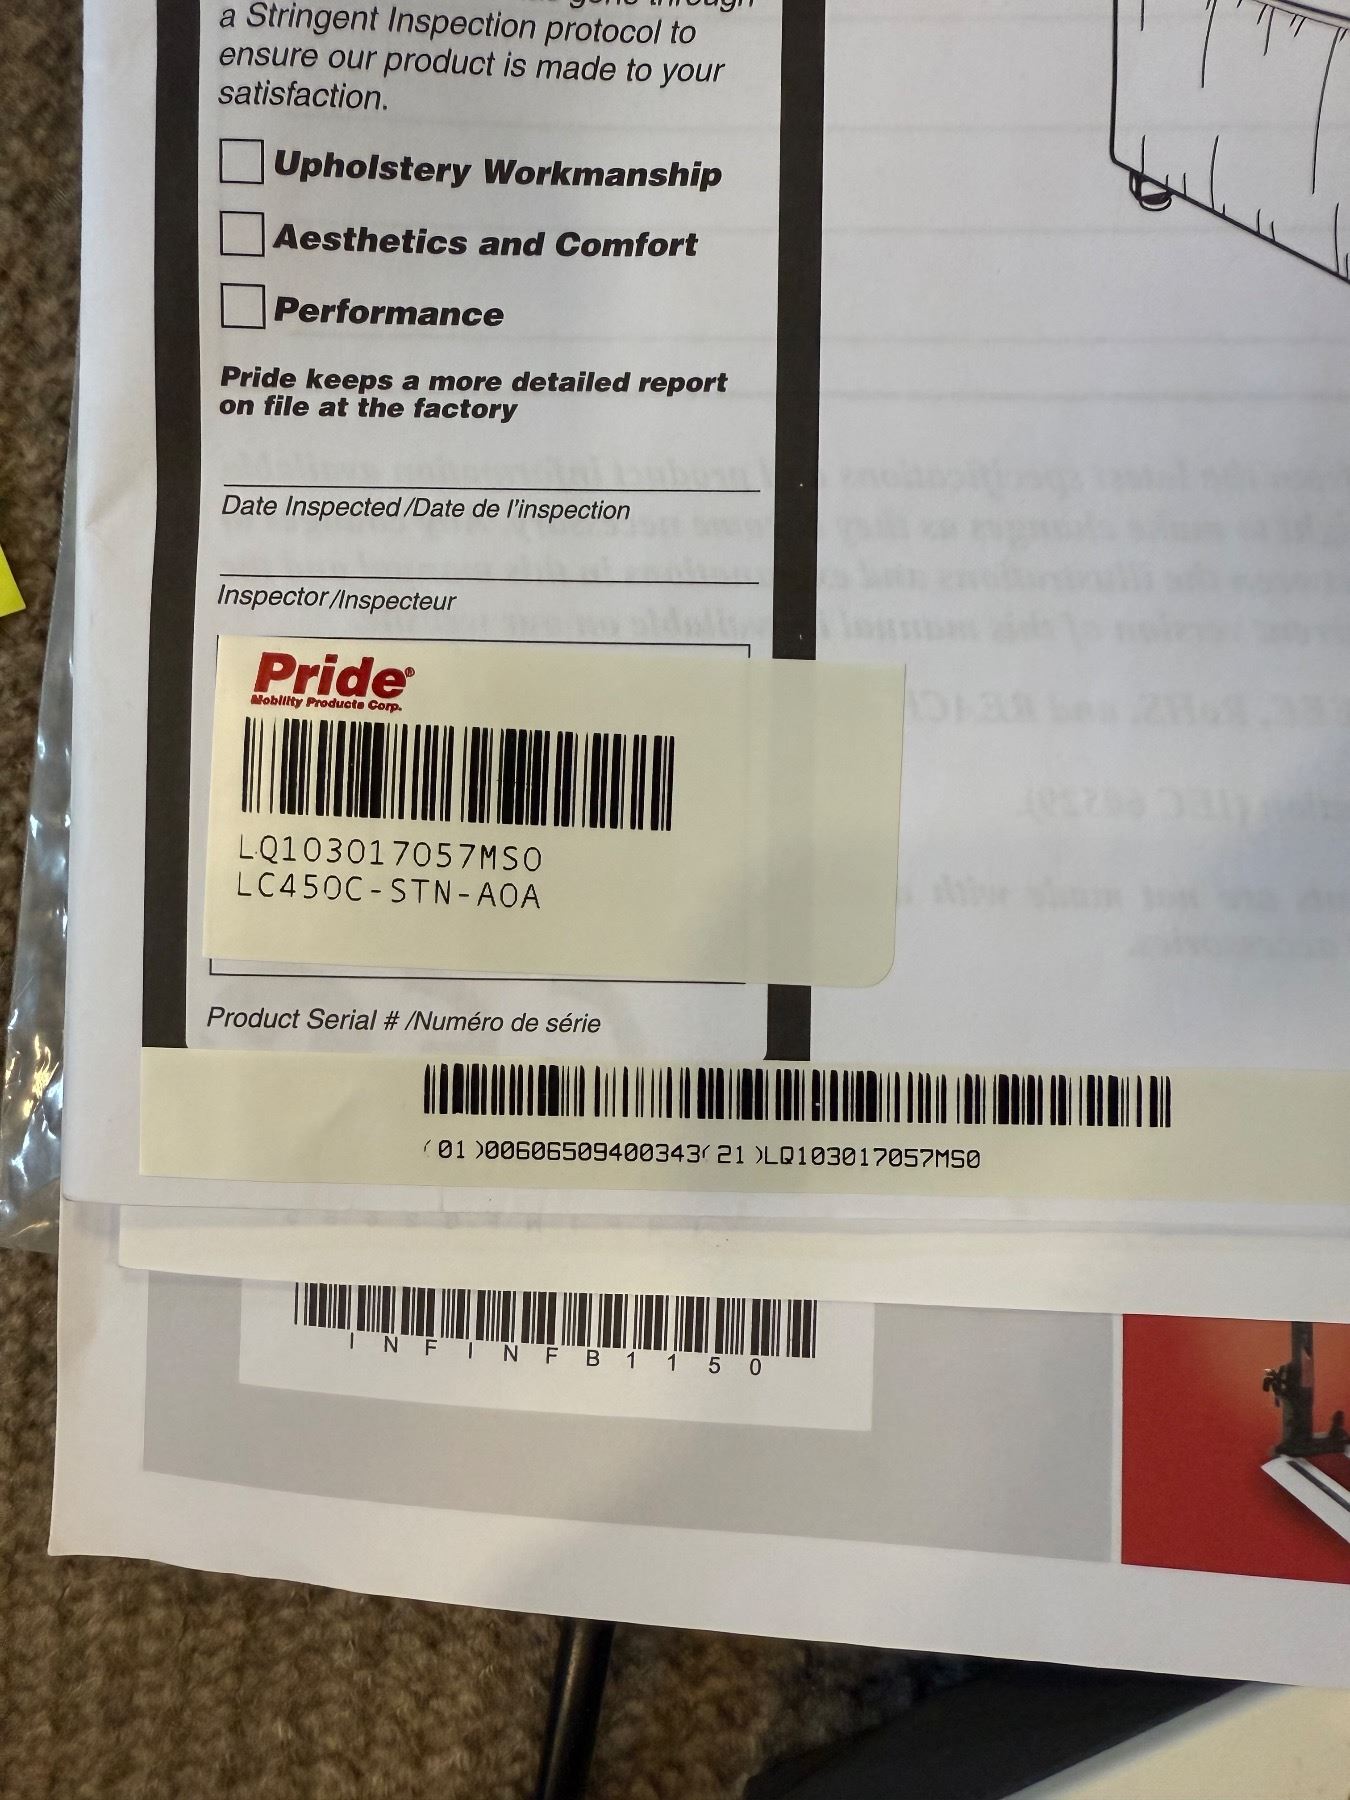 gone through
a Stringent Inspection protocol to
ensure our product is made to your
satisfaction.
Upholstery Workmanship
Aesthetics and Comfort
Performance
Pride keeps a more detailed report
on file at the factory
Date Inspected/Date de l'inspection
Inspector/Inspecteur
Pride®
Mobility Products Corp.
LQ103017057MS0
LC450C-STN-A0A
Product Serial # /Numéro de série
(01)00606509400343(21)LQ103017057MS0
INFINFB1150